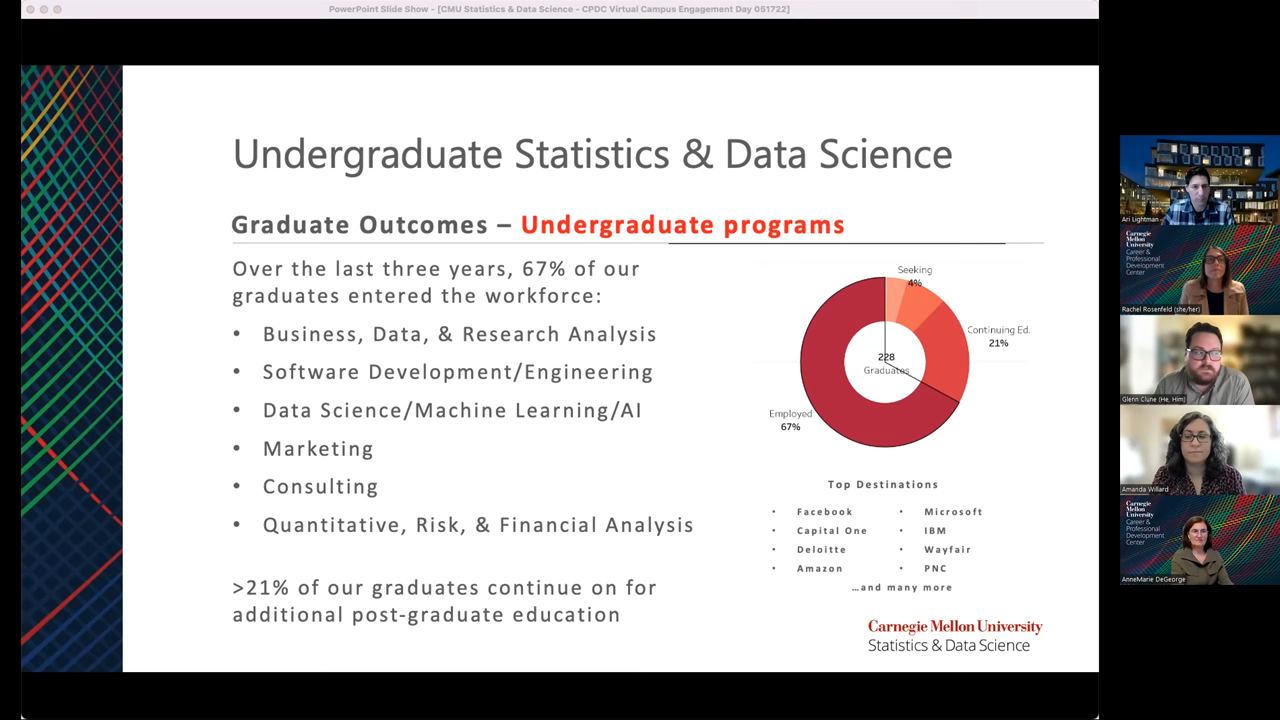 PowerPoint Slide Show - [CMU Statistics & Data Science - CPDC Virtual Campus Engagement Day 051722]
Undergraduate Statistics & Data Science
Graduate Outcomes – Undergraduate programs
Over the last three years, 67% of our
graduates entered the workforce:
• Business, Data, & Research Analysis
• Software Development/Engineering
• Data Science/Machine Learning/AI
• Marketing
• Consulting
• Quantitative, Risk, & Financial Analysis
>21% of our graduates continue on for
additional post-graduate education
Seeking
4%
Continuing Ed.
21%
228
Graduates
Employed
67%
Top Destinations
• Facebook
• Capital One
• Deloitte
• Amazon
• Microsoft
• IBM
• Wayfair
• PNC
…and many more
Carnegie Mellon University
Statistics & Data Science
Ari Lightman
Carnegie
Mellon
University
Career &
Professional
Development
Center
Rachel Rosenfeld (she/her)
Glenn Clune (He, Him)
Amanda Willard
Carnegie
Mellon
University
Career &
Professional
Development
Center
AnneMarie DeGeorge